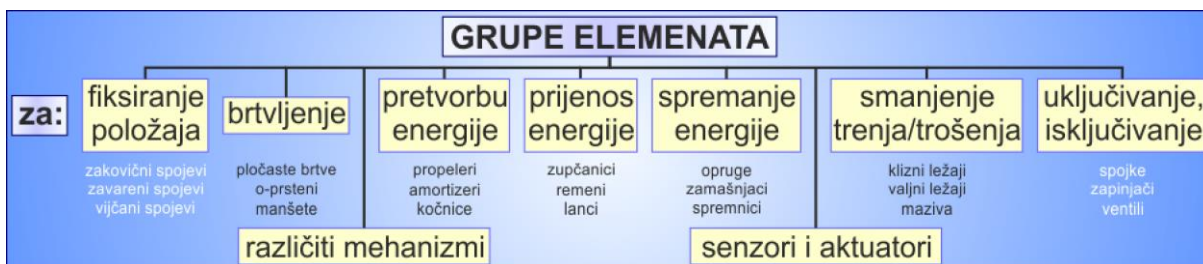 GRUPE ELEMENATA
za:
fiksiranje
položaja
zakovični spojevi
zavareni spojevi
vijčani spojevi
brtvljenje
pločaste brtve
o-prsteni
manšete
pretvorbu
energije
propeleri
amortizeri
kočnice
prijenos
energije
zupčanici
remeni
lanci
spremanje
energije
opruge
zamašnjaci
spremnici
smanjenje
trenja/trošenja
klizni ležaji
valjni ležaji
maziva
uključivanje,
isključivanje
spojke
zapinjači
ventili
različiti mehanizmi
senzori i aktuatori